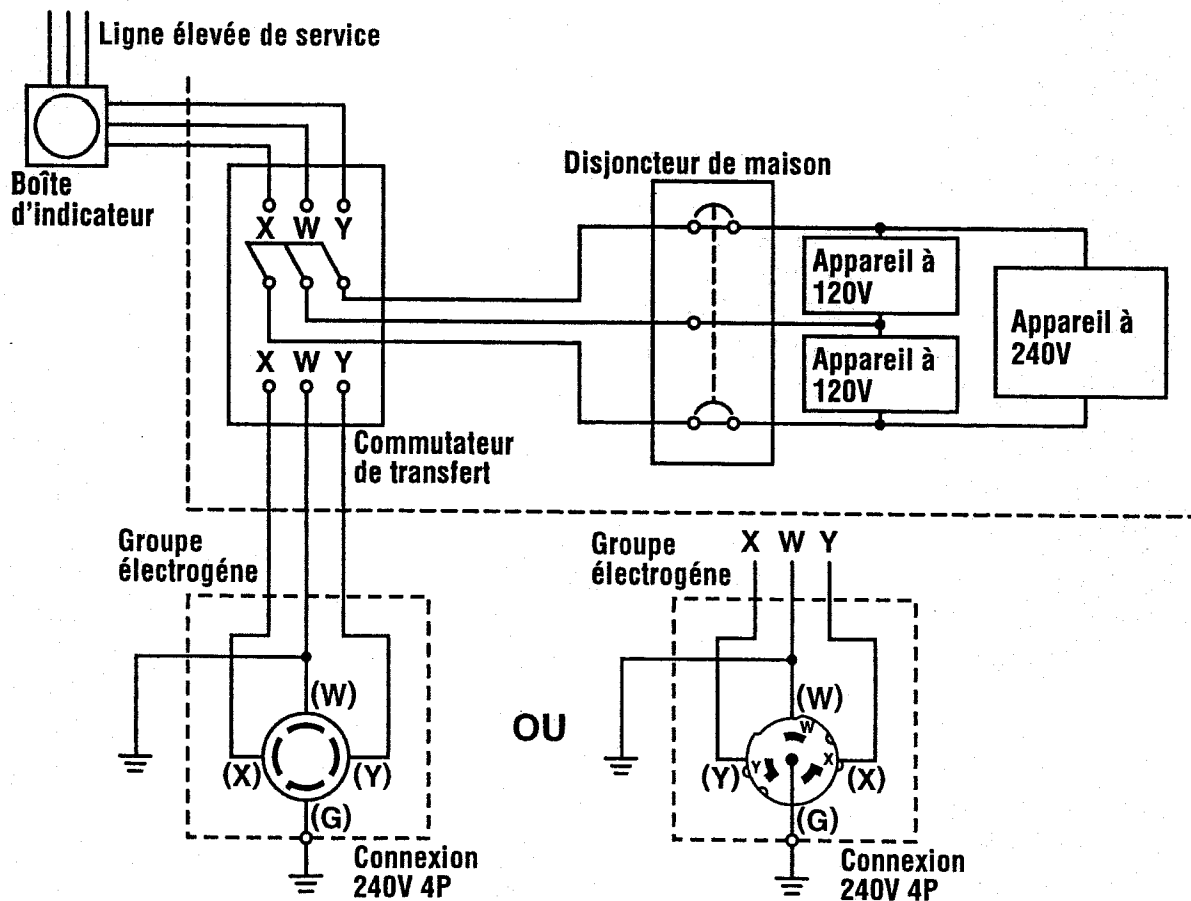 Ligne élevée de service
Boîte
d'indicateur
X W Y
X W Y
Commutateur
de transfert
Disjoncteur de maison
Appareil à
120V
Appareil à
120V
Appareil à
240V
Groupe
électrogéne
(W)
(X)
(Y)
(G)
Connexion
240V 4P
OU
Groupe
électrogéne
X W Y
(W)
W
Y
X
(Y)
(X)
(G)
Connexion
240V 4P